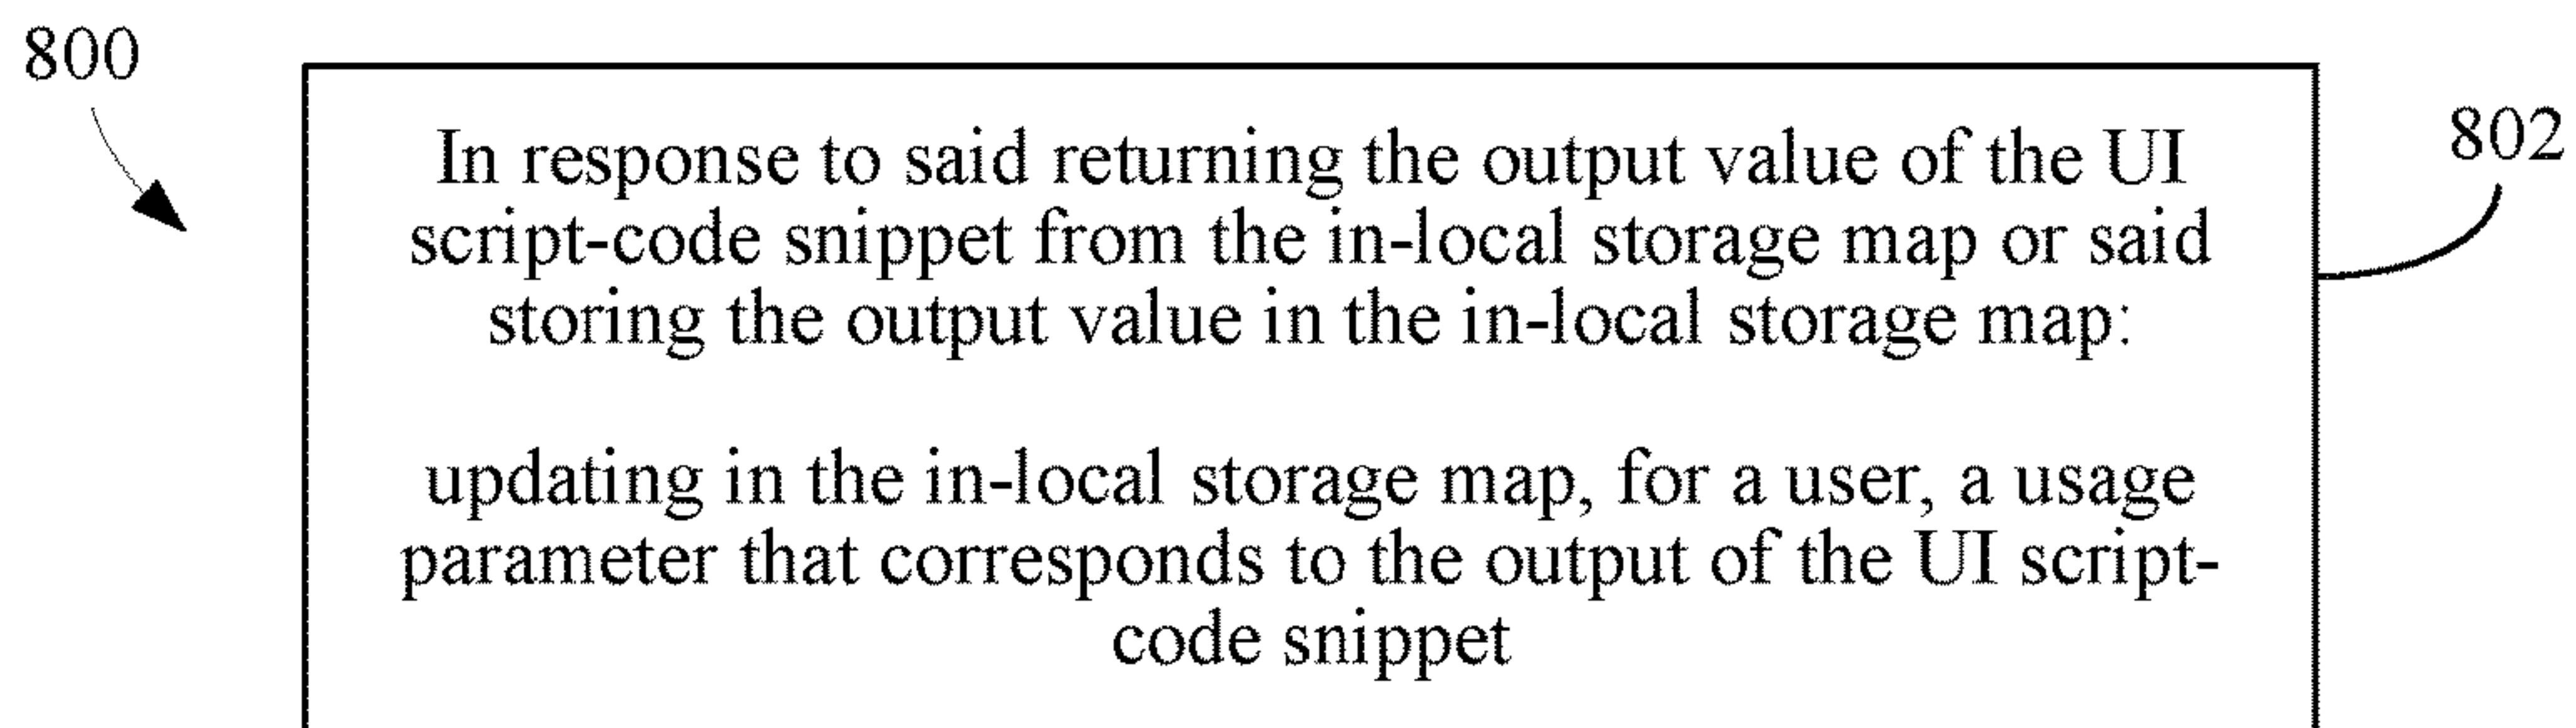 800
In response to said returning the output value of the UI
script-code snippet from the in-local storage map or said
storing the output value in the in-local storage map:
802
updating in the in-local storage map, for a user, a usage
parameter that corresponds to the output of the UI script-
code snippet